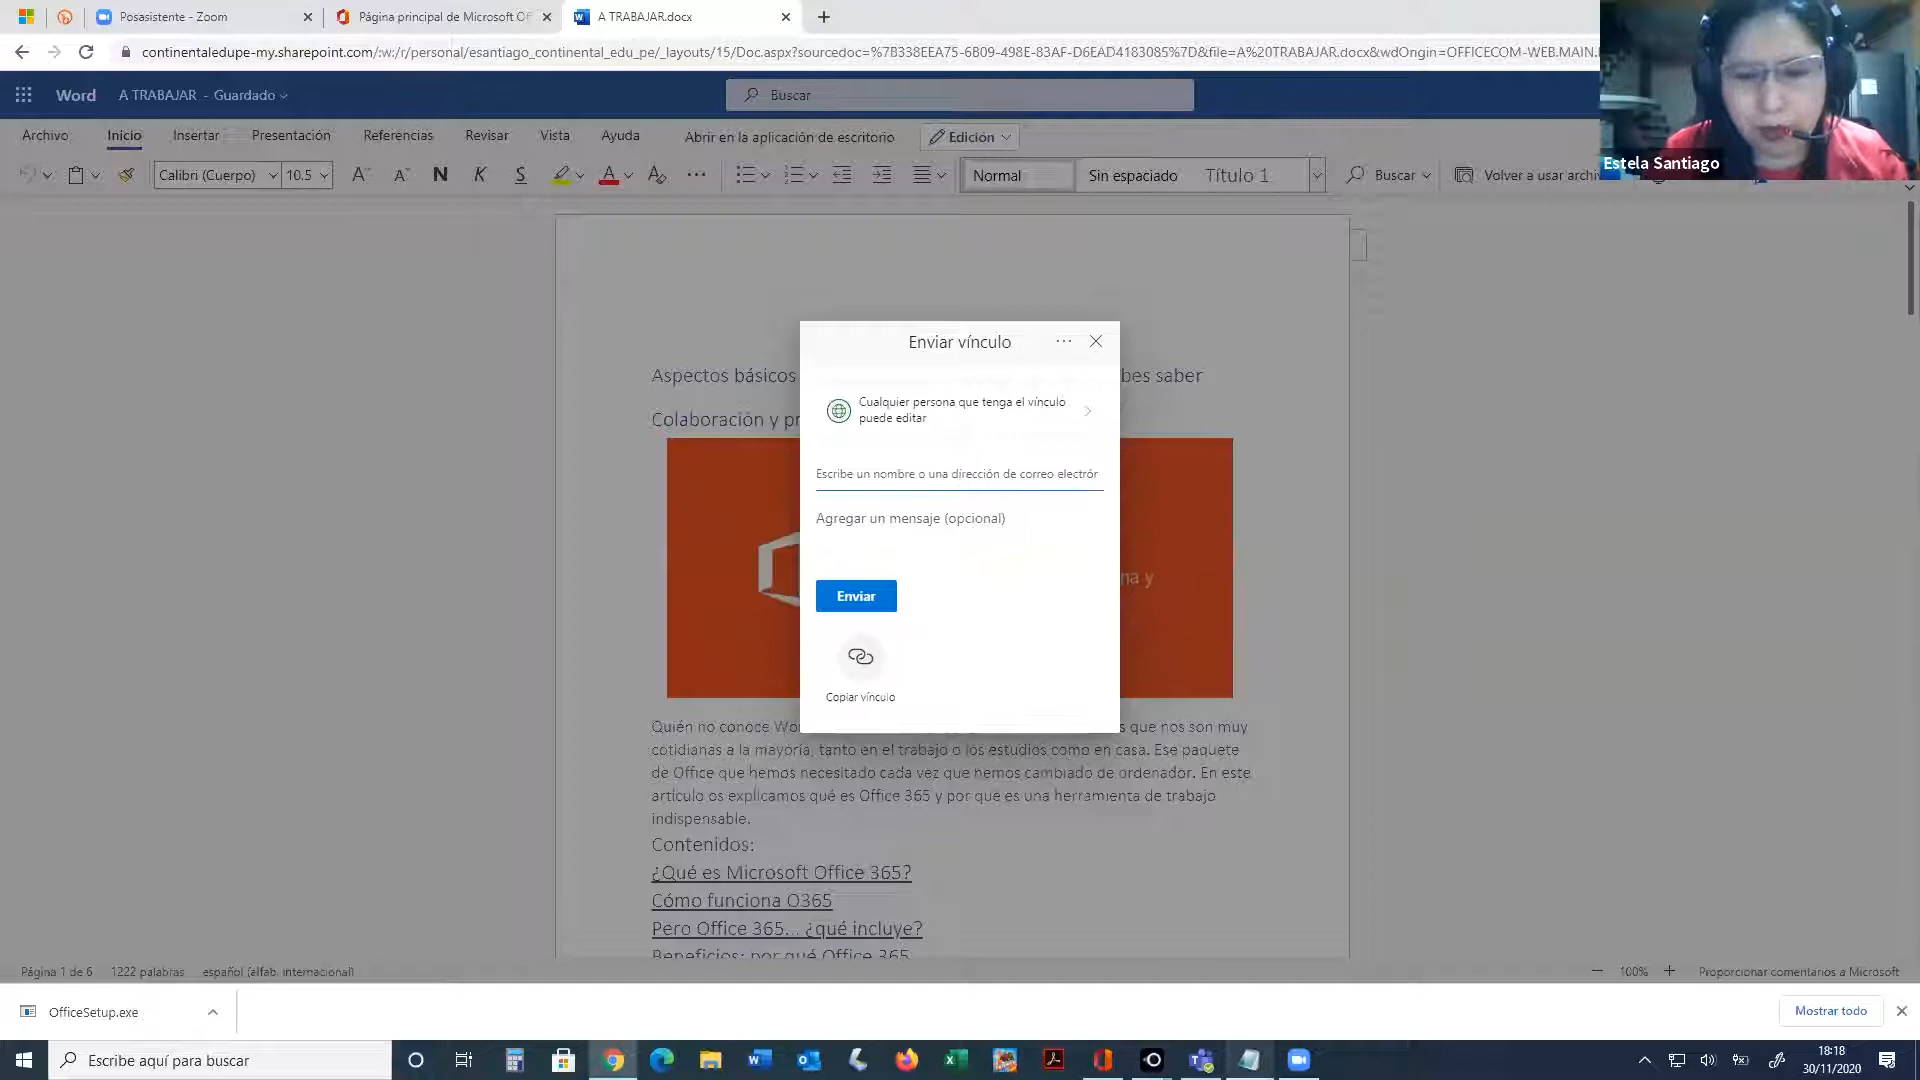 Posasistente - Zoom
Página principal de Microsoft Of
A TRABAJAR.docx
continentaledupe-my.sharepoint.com/:w:/r/personal/esantiago_continental_edu_pe/_layouts/15/Doc.aspx?sourcedoc=%7B338EEA75-6B09-498E-83AF-D6EAD4183085%7D&file=A%20TRABAJAR.docx&wdOrigin=OFFICECOM-WEB.MAIN.
Word
A TRABAJAR - Guardado
Buscar
Archivo
Inicio
Insertar
Presentación
Referencias
Revisar
Vista
Ayuda
Abrir en la aplicación de escritorio
Edición
Estela Santiago
Calibri (Cuerpo)
10.5
N
K
S
Normal
Sin espaciado
Título 1
Buscar
Volver a usar archi
Enviar vínculo
Aspectos básicos
bes saber
Cualquier persona que tenga el vínculo
puede editar
Colaboración y pr
Escribe un nombre o una dirección de correo electrór
Agregar un mensaje (opcional)
na y
Enviar
Copiar vínculo
Quién no conoce Wor
s que nos son muy
cotidianas a la mayoría, tanto en el trabajo o los estudios como en casa. Ese paquete
de Office que hemos necesitado cada vez que hemos cambiado de ordenador. En este
artículo os explicamos qué es Office 365 y por qué es una herramienta de trabajo
indispensable.
Contenidos:
¿Qué es Microsoft Office 365?
Cómo funciona O365
Pero Office 365... ¿qué incluye?
Beneficios: por qué Office 365
Página 1 de 6
1222 palabras
español (alfab. internacional)
100%
Proporcionar comentarios a Microsoft
OfficeSetup.exe
Mostrar todo
Escribe aquí para buscar
18:18
30/11/2020